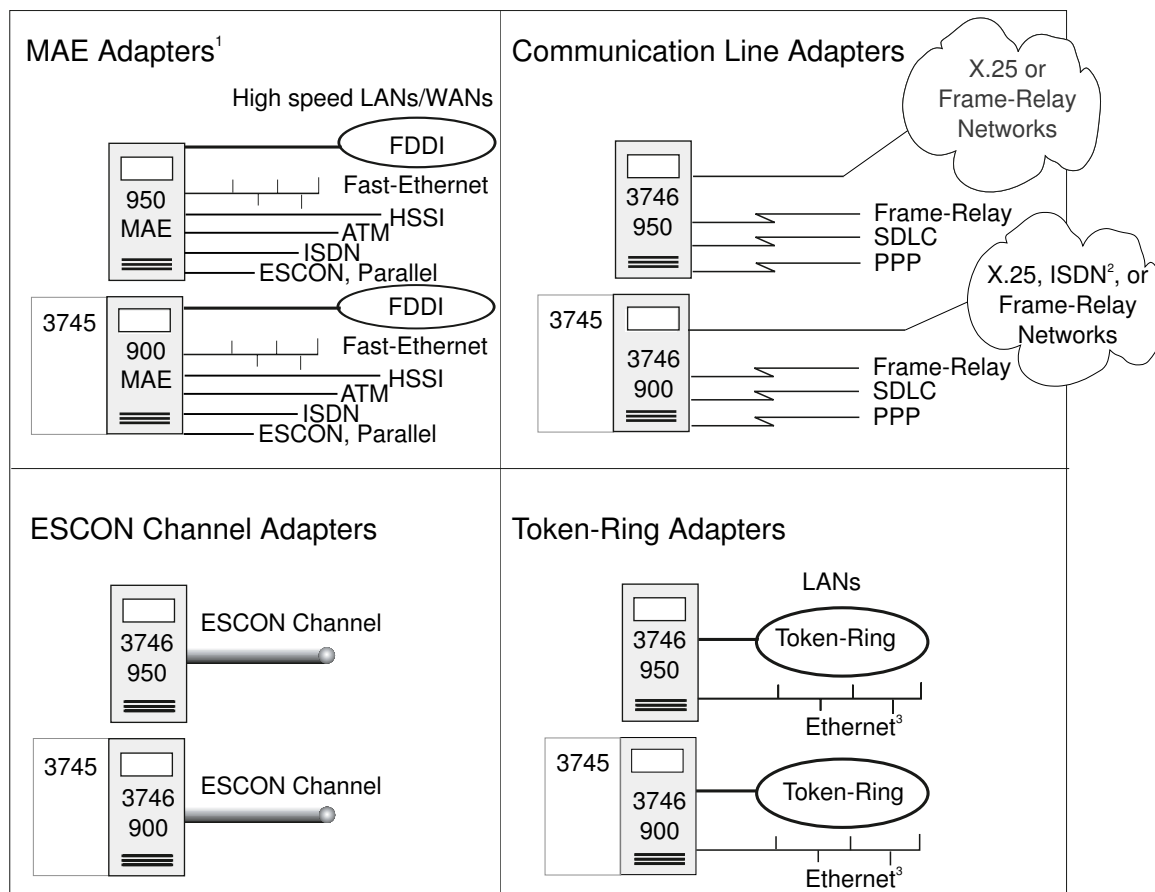 MAE Adapters¹
High speed LANs/WANs
FDDI
Fast-Ethernet
950
MAE
HSSI
ATM
ISDN
ESCON, Parallel
3745
FDDI
900
MAE
Fast-Ethernet
HSSI
ATM
ISDN
ESCON, Parallel
Communication Line Adapters
X.25 or
Frame-Relay
Networks
3746
950
Frame-Relay
SDLC
PPP
X.25, ISDN², or
Frame-Relay
Networks
3745
3746
900
Frame-Relay
SDLC
PPP
ESCON Channel Adapters
ESCON Channel
3746
950
3745
ESCON Channel
3746
900
Token-Ring Adapters
LANs
3746
950
Token-Ring
Ethernet³
3745
3746
900
Token-Ring
Ethernet³